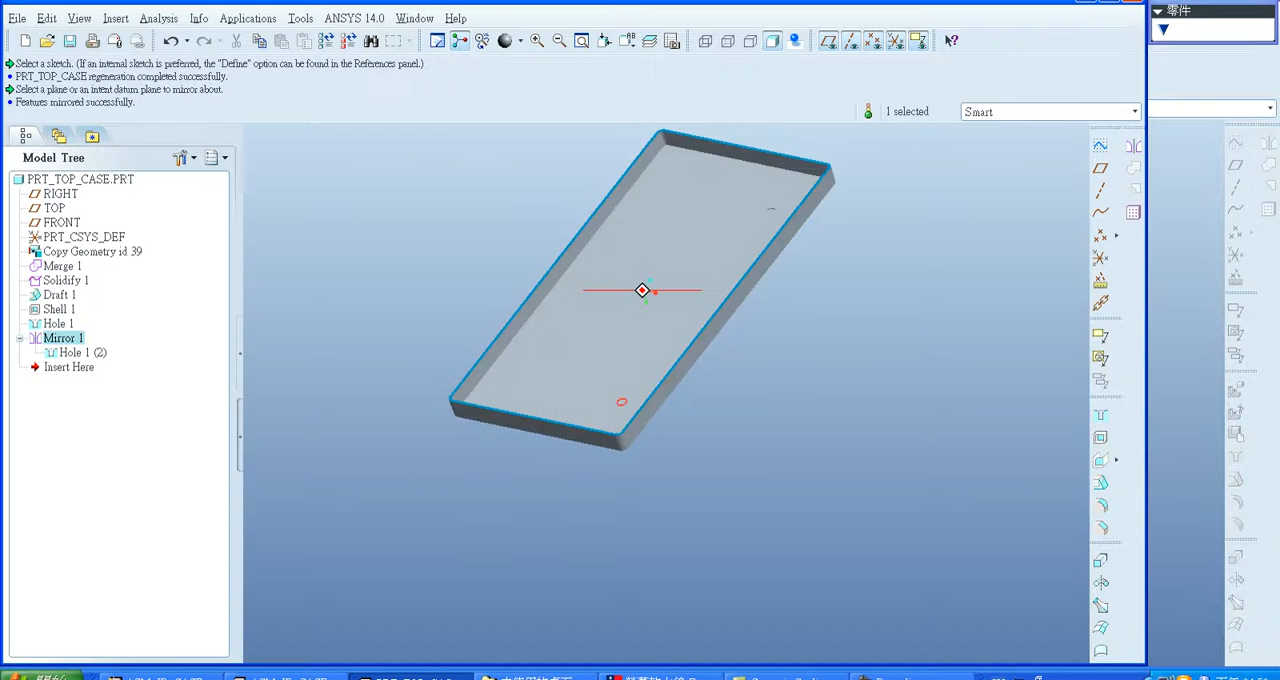 零件
File Edit View Insert Analysis Info Applications Tools ANSYS 14.0 Window Help
Select a sketch. (If an internal sketch is preferred, the "Define" option can be found in the References panel.)
PRT_TOP_CASE regeneration completed successfully.
Select a plane or an intent datum plane to mirror about.
Features mirrored successfully.
1 selected
Smart
Model Tree
PRT_TOP_CASE.PRT
RIGHT
TOP
FRONT
PRT_CSYS_DEF
Copy Geometry id 39
Merge 1
Solidify 1
Draft 1
Shell 1
Hole 1
Mirror 1
Hole 1 (2)
Insert Here